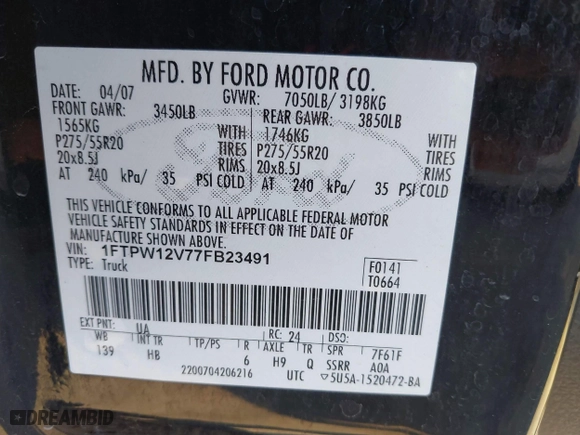 MFD. BY FORD MOTOR CO.
DATE: 04/07 GVWR: 7050LB/ 3198KG
FRONT GAWR: 3450LB REAR GAWR: 3850LB
1565KG WITH 1746KG WITH
P275/55R20 TIRES P275/55R20 TIRES
20x8.5J RIMS 20x8.5J RIMS
AT 240 kPa/ 35 PSI COLD AT 240 kPa/ 35 PSI COLD
THIS VEHICLE CONFORMS TO ALL APPLICABLE FEDERAL MOTOR
VEHICLE SAFETY STANDARDS IN EFFECT ON THE DATE OF
MANUFACTURE SHOWN ABOVE.
VIN: 1FTPW12V77FB23491
TYPE: Truck
F0141
T0664
EXT PNT: UA RC: 24 DSO:
WB INT TR TP/PS R AXLE TR SPR 7F61F
139 HB 6 H9 Q SSRR A0A
2200704206216 UTC ▽5U5A-1520472-BA
Ford
DREAMBID